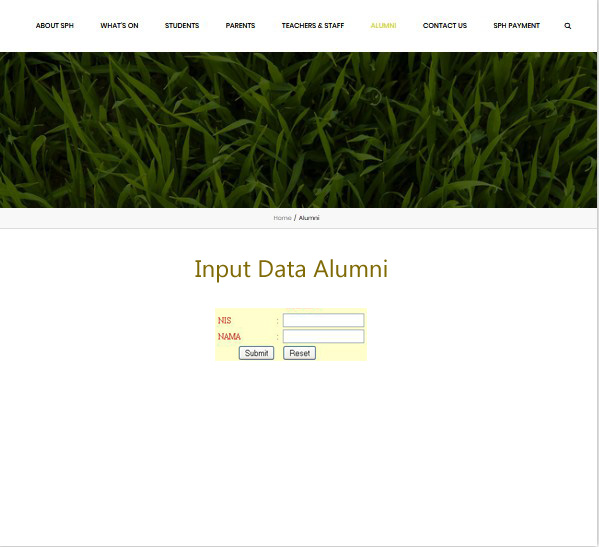 ABOUT SPH WHAT'S ON STUDENTS PARENTS TEACHERS & STAFF ALUMNI CONTACT US SPH PAYMENT
Home / Alumni
Input Data Alumni
NIS :
NAMA :
Submit Reset